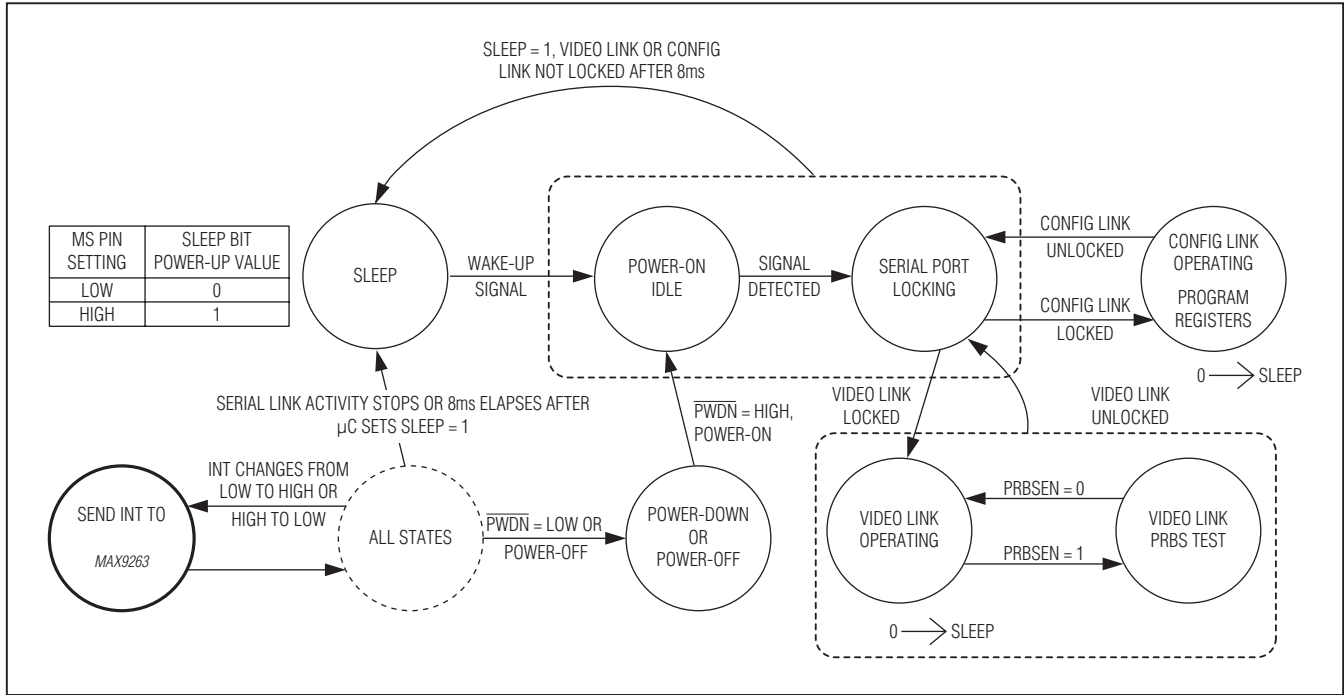 SLEEP = 1, VIDEO LINK OR CONFIG
LINK NOT LOCKED AFTER 8ms
MS PIN
SETTING
SLEEP BIT
POWER-UP VALUE
LOW
0
HIGH
1
SLEEP
WAKE-UP
SIGNAL
POWER-ON
IDLE
SIGNAL
DETECTED
SERIAL PORT
LOCKING
CONFIG LINK
UNLOCKED
CONFIG LINK
LOCKED
CONFIG LINK
OPERATING
PROGRAM
REGISTERS
0 → SLEEP
SERIAL LINK ACTIVITY STOPS OR 8ms ELAPSES AFTER
µC SETS SLEEP = 1
PWDN = HIGH,
POWER-ON
VIDEO LINK
LOCKED
VIDEO LINK
UNLOCKED
SEND INT TO
MAX9263
INT CHANGES FROM
LOW TO HIGH OR
HIGH TO LOW
ALL STATES
PWDN = LOW OR
POWER-OFF
POWER-DOWN
OR
POWER-OFF
VIDEO LINK
OPERATING
PRBSEN = 0
PRBSEN = 1
VIDEO LINK
PRBS TEST
0 → SLEEP